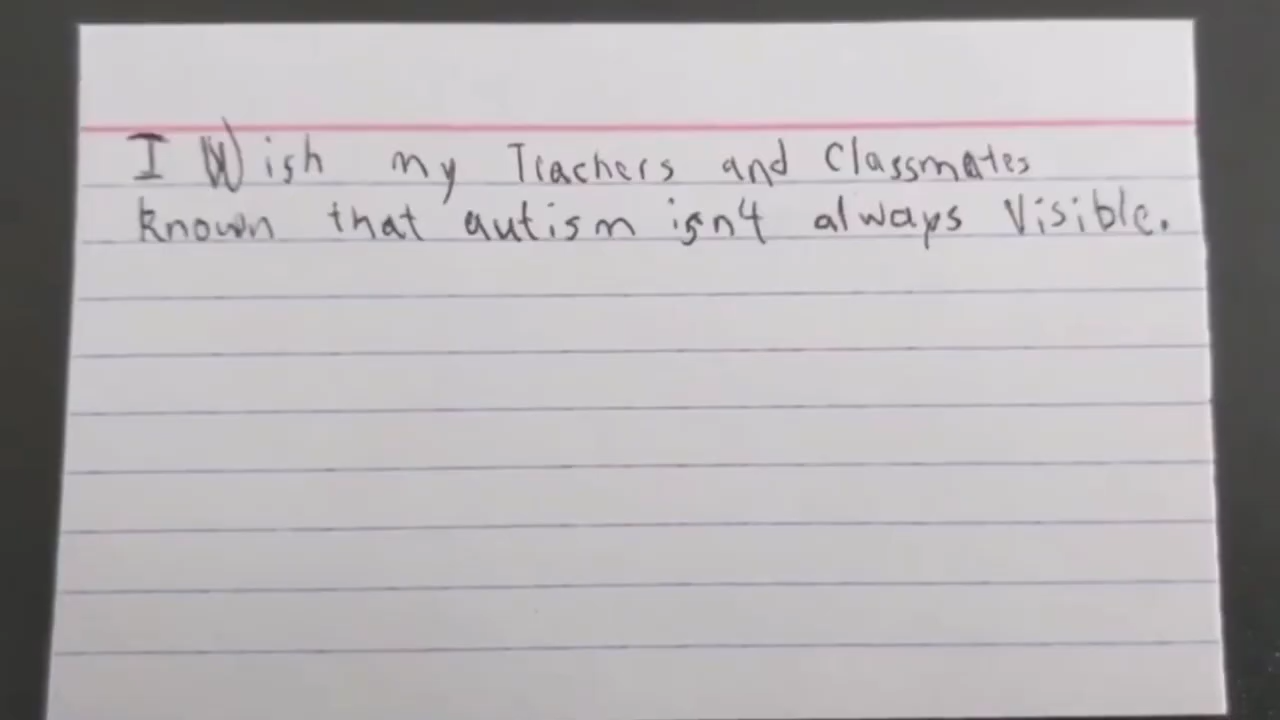 I Wish my Teachers and Classmates
known that autism isn't always Visible.